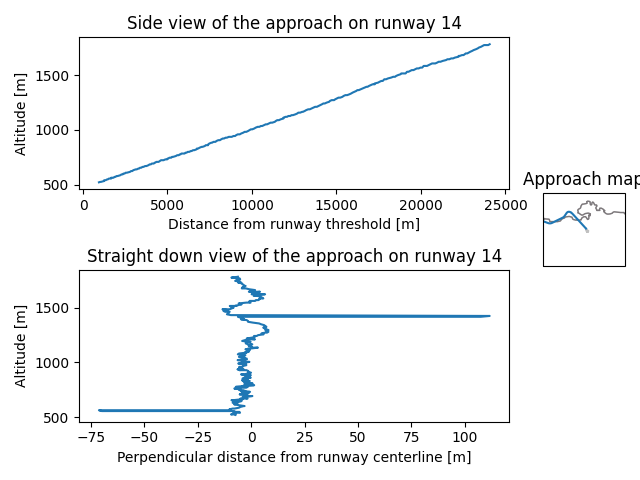 Side view of the approach on runway 14
Altitude [m]
1500
1000
500
0
5000
10000
15000
20000
25000
Distance from runway threshold [m]
Approach map
Straight down view of the approach on runway 14
Altitude [m]
1500
1000
500
−75
−50
−25
0
25
50
75
100
Perpendicular distance from runway centerline [m]